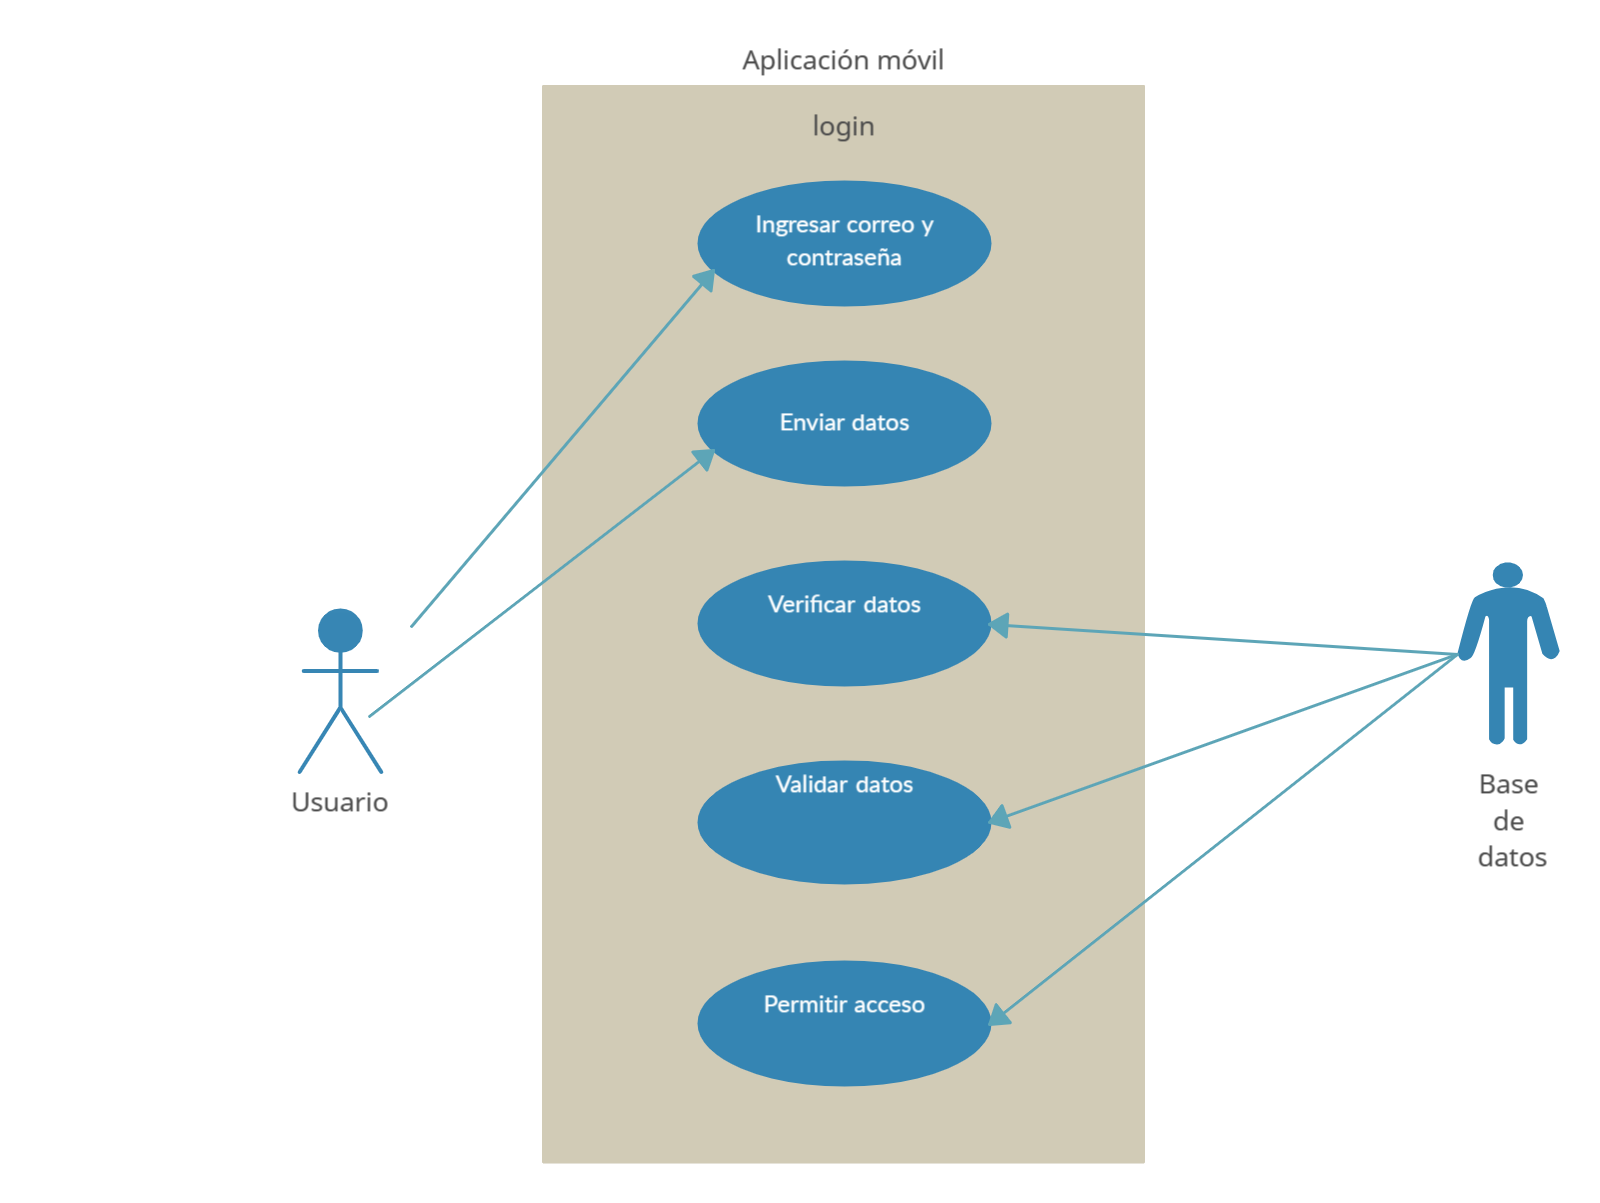 Aplicación móvil
login
Ingresar correo y
contraseña
Enviar datos
Verificar datos
Validar datos
Permitir acceso
Usuario
Base
de
datos